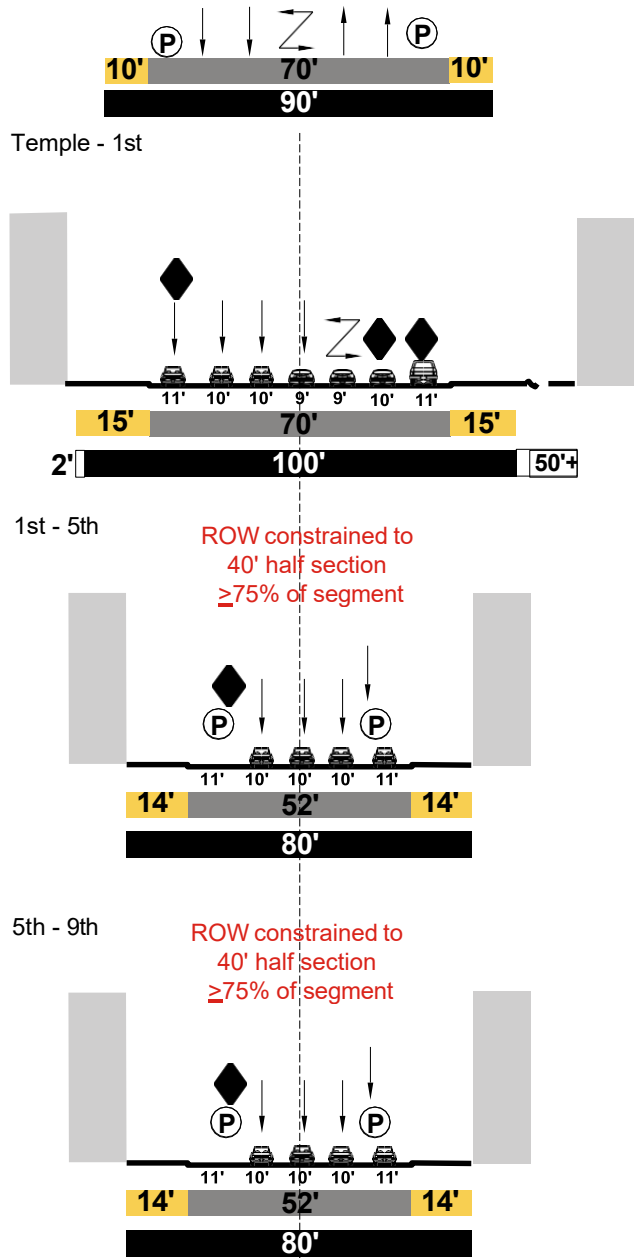 P P
10' 70' 10'
90'
Temple - 1st
11' 10' 10' 9' 9' 10' 11'
15' 70' 15'
2' 100' 50'+
1st - 5th
ROW constrained to
40' half section
≥75% of segment
P P
11' 10' 10' 10' 11'
14' 52' 14'
80'
5th - 9th
ROW constrained to
40' half section
≥75% of segment
P P
11' 10' 10' 10' 11'
14' 52' 14'
80'